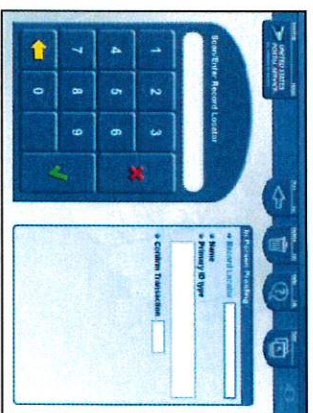 UNITED STATES
POSTAL SERVICE
Scan/Enter Record Locator
1 2 3
4 5 6
7 8 9
0
In Person Proofing
Record Locator
Name
Primary ID type
Confirm Transaction